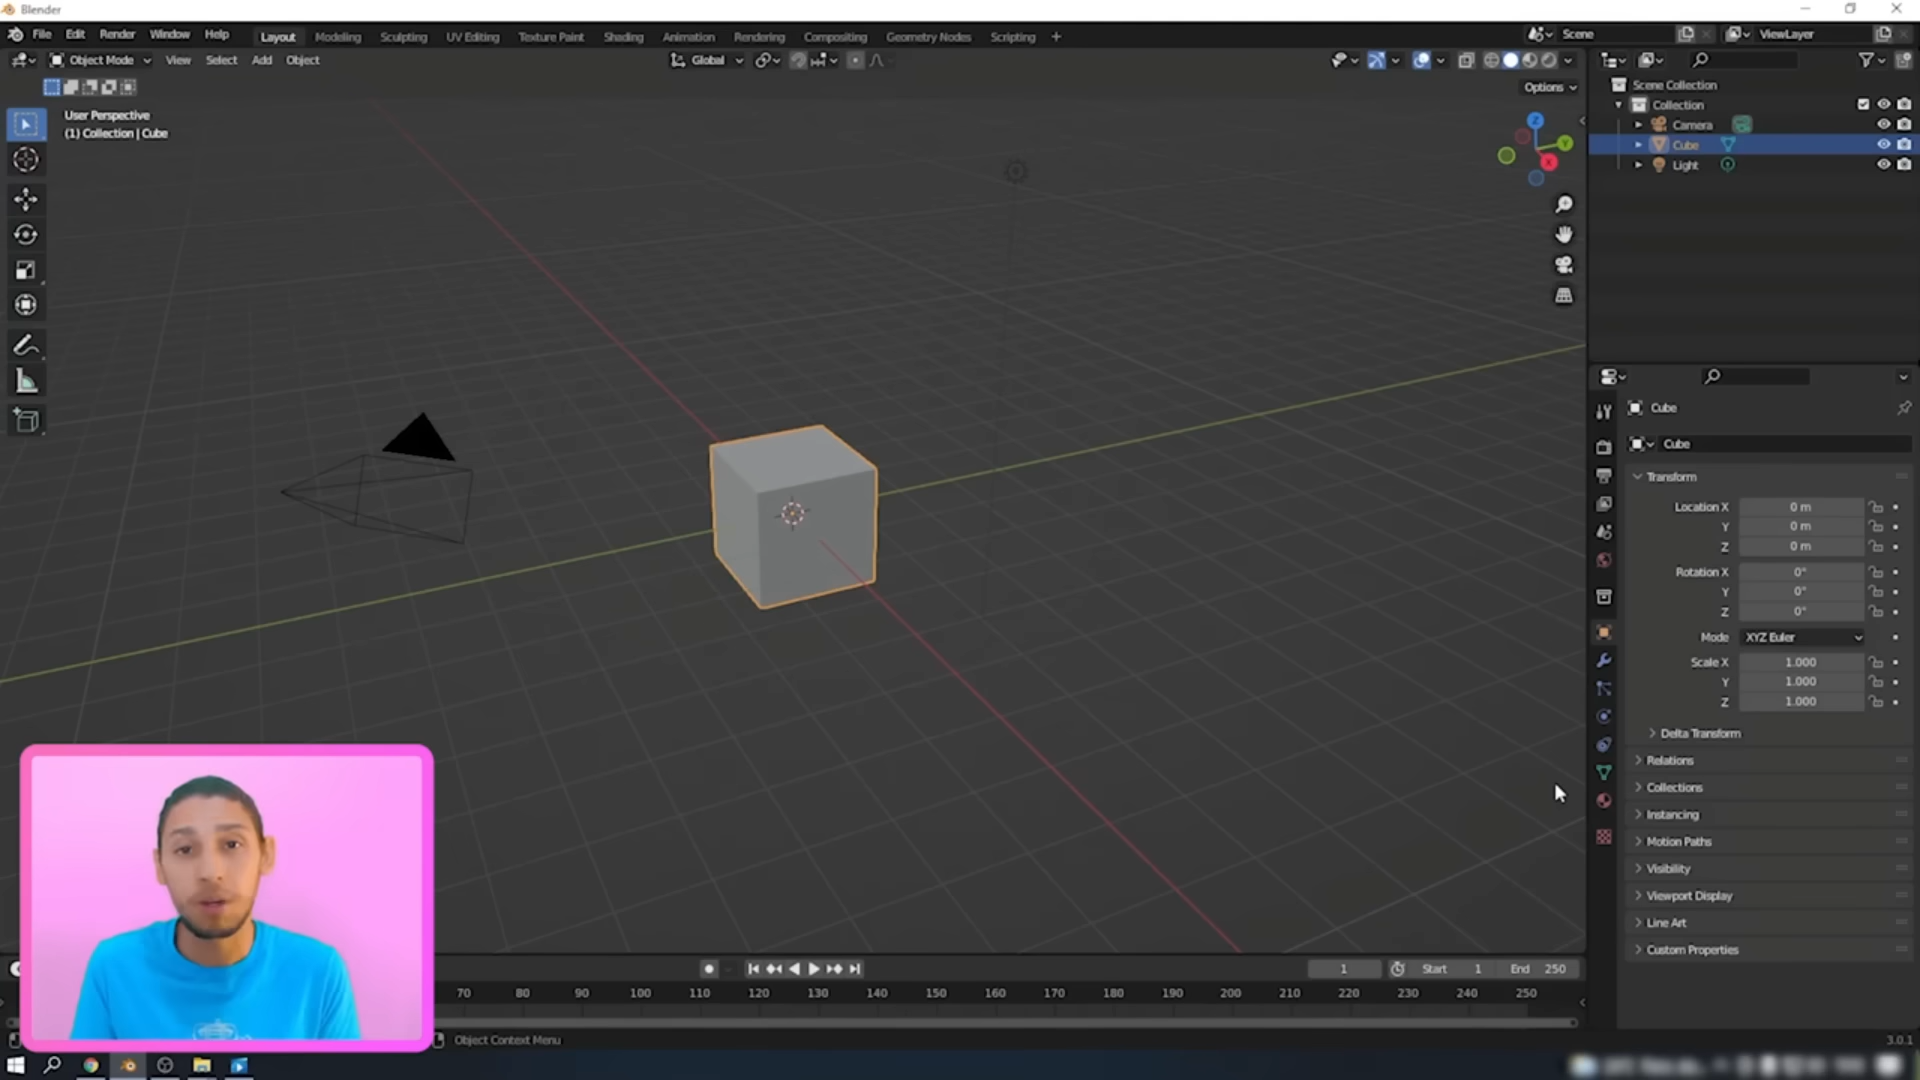 Blender
File Edit Render Window Help Layout Modeling Sculpting UV Editing Texture Paint Shading Animation Rendering Compositing Geometry Nodes Scripting + Scene ViewLayer
Object Mode View Select Add Object Global
Options
User Perspective
(1) Collection | Cube
Z
Y
X
Scene Collection
Collection
Camera
Cube
Light
Cube
Cube
Transform
Location X 0 m
Y 0 m
Z 0 m
Rotation X 0°
Y 0°
Z 0°
Mode XYZ Euler
Scale X 1.000
Y 1.000
Z 1.000
Delta Transform
Relations
Collections
Instancing
Motion Paths
Visibility
Viewport Display
Line Art
Custom Properties
1 Start 1 End 250
70 80 90 100 110 120 130 140 150 160 170 180 190 200 210 220 230 240 250
Object Context Menu
3.0.1